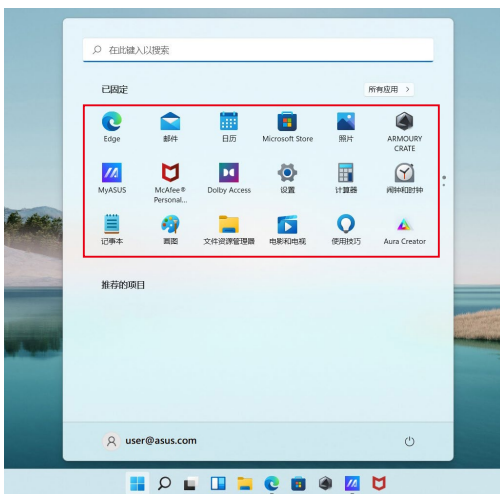 在此键入以搜索
已固定
所有应用 >
Edge
邮件
日历
Microsoft Store
照片
ARMOURY
CRATE
MyASUS
McAfee®
Personal...
Dolby Access
设置
计算器
闹钟和时钟
记事本
画图
文件资源管理器
电影和电视
使用技巧
Aura Creator
推荐的项目
user@asus.com